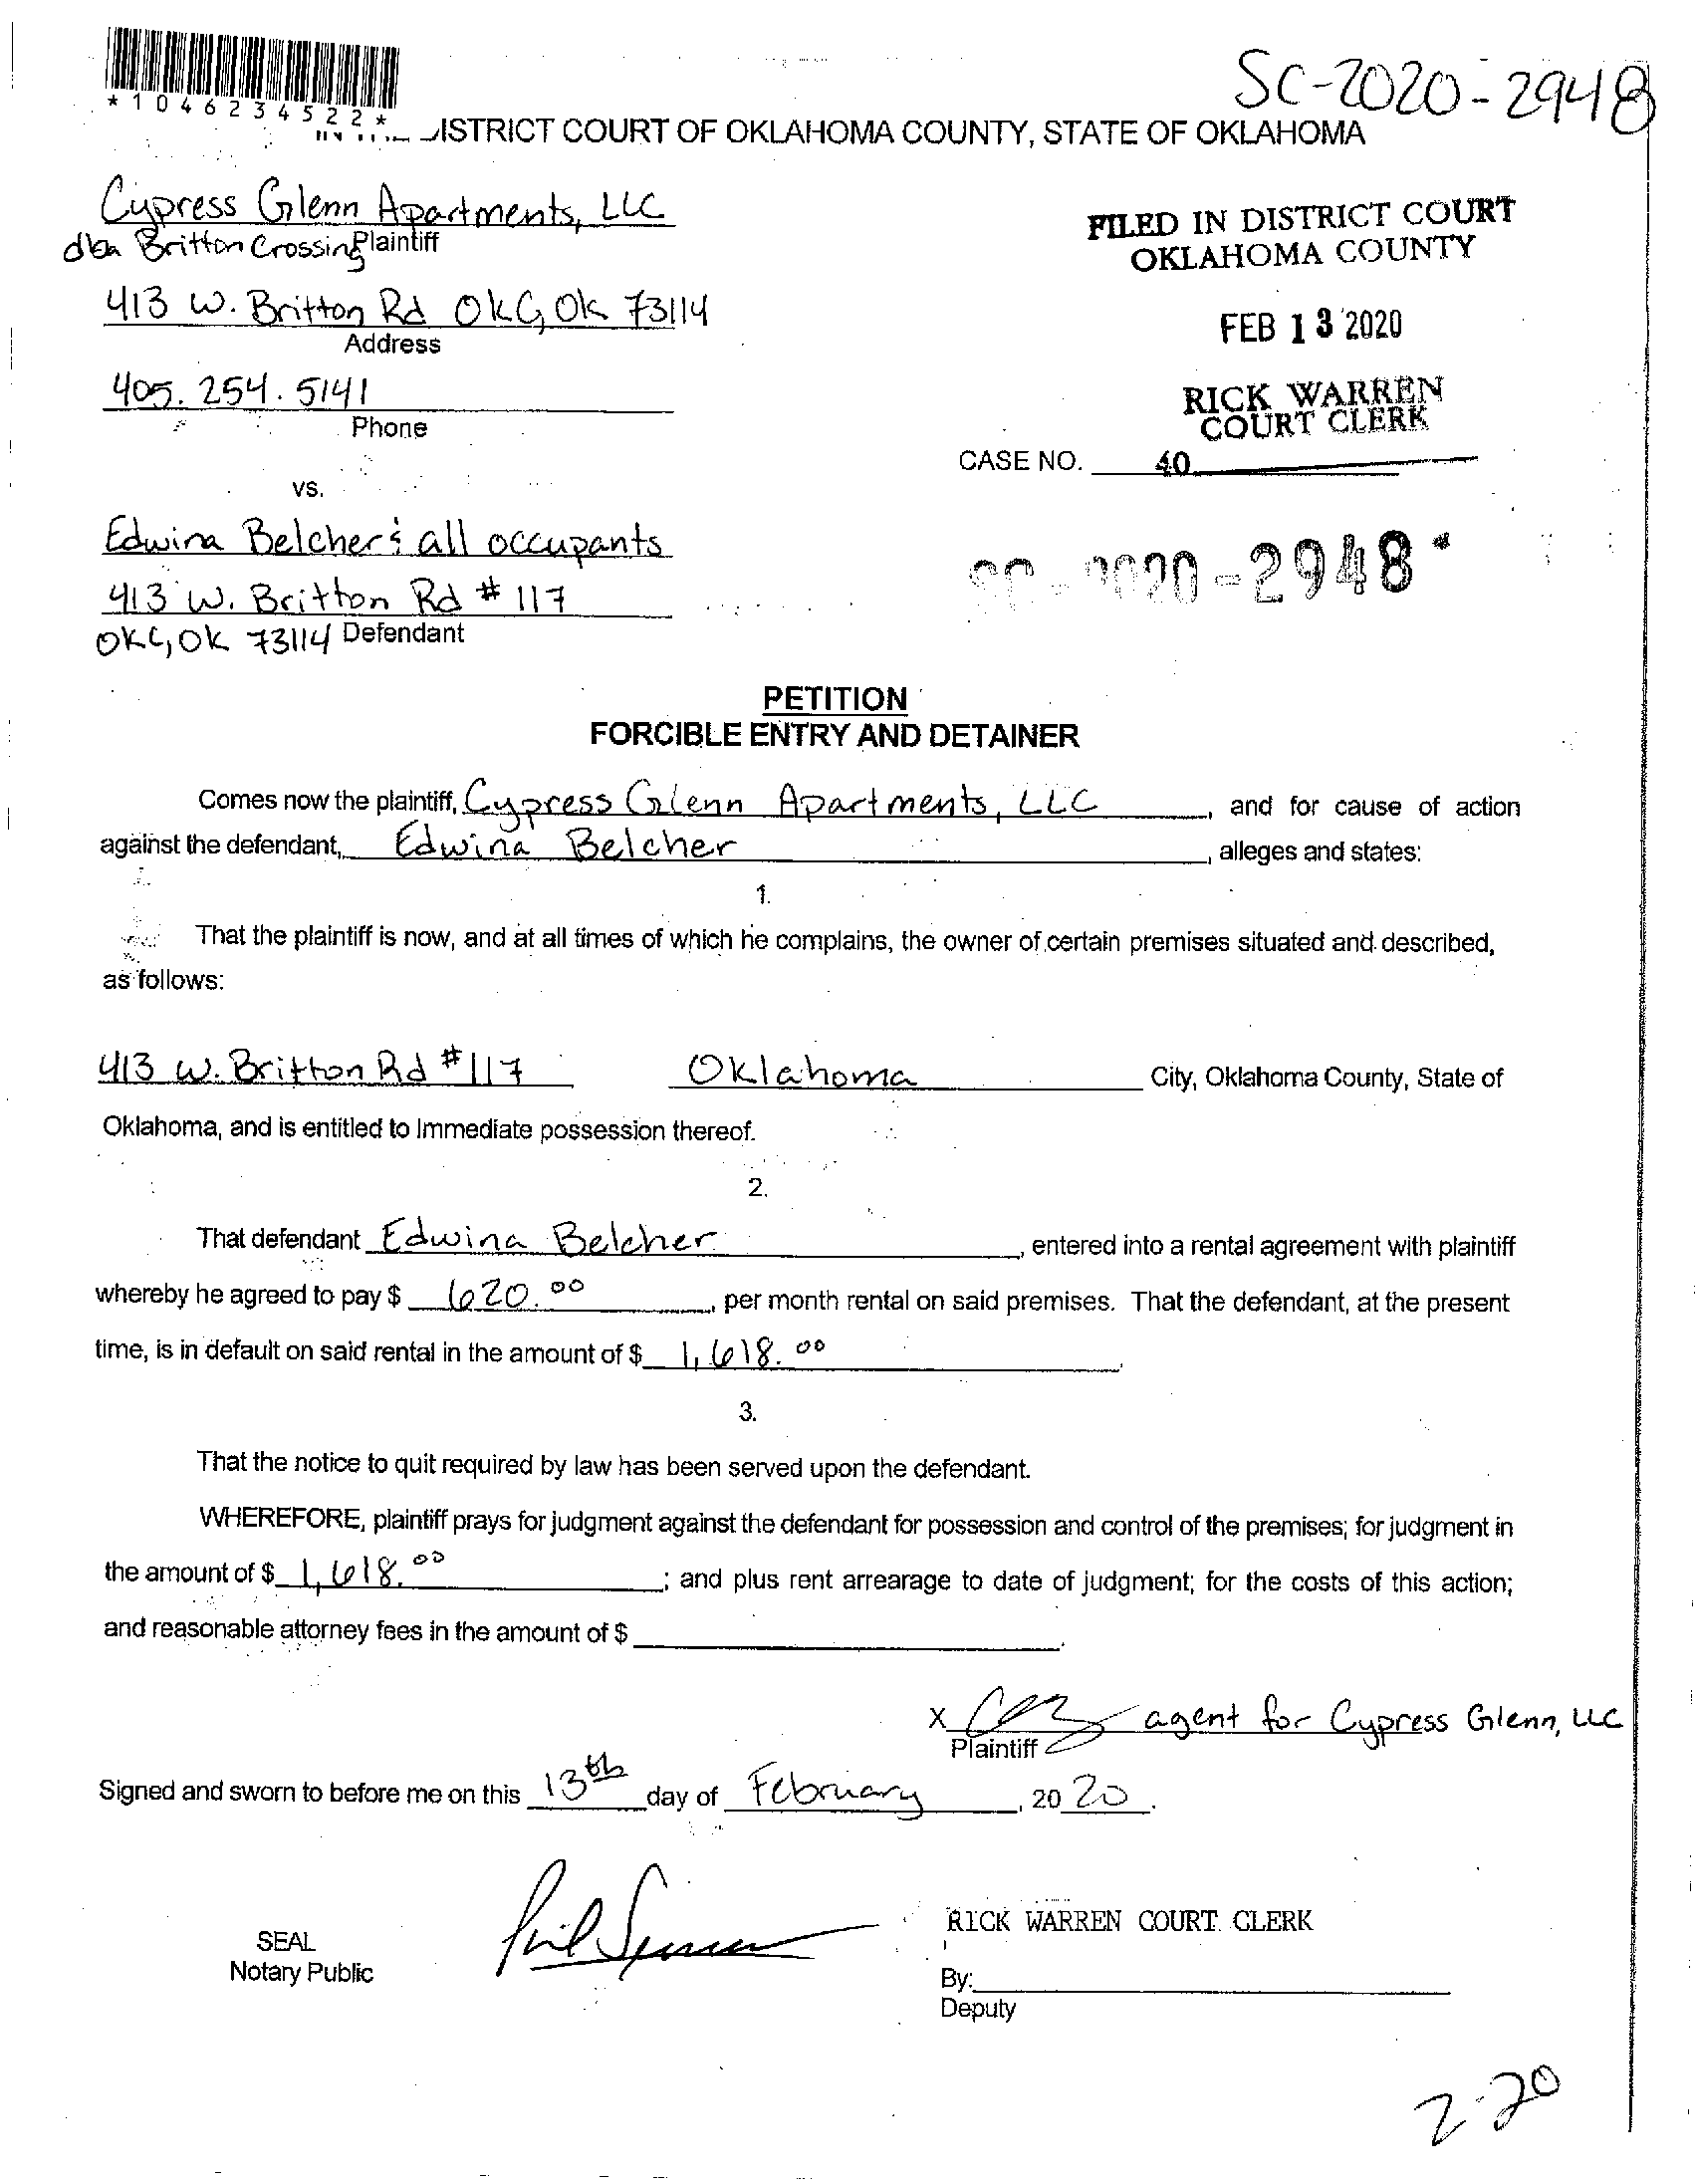 SC-2020-2948
*1046234522*
ISTRICT COURT OF OKLAHOMA COUNTY, STATE OF OKLAHOMA
Cypress Glenn Apartments, LLC
dba Britton Crossing Plaintiff
FILED IN DISTRICT COURT
OKLAHOMA COUNTY
413 W. Britton Rd OKC, OK 73114
Address
FEB 13 2020
405. 254. 5141
Phone
RICK WARREN
COURT CLERK
CASE NO. 40
vs.
Edwina Belcher & all occupants
413 W. Britton Rd # 117
OKC, OK 73114 Defendant
SC-2020-2948
PETITION
FORCIBLE ENTRY AND DETAINER
Comes now the plaintiff, Cypress Glenn Apartments, LLC, and for cause of action
against the defendant, Edwina Belcher, alleges and states:
1.
That the plaintiff is now, and at all times of which he complains, the owner of certain premises situated and described,
as follows:
413 W. Britton Rd #117 Oklahoma City, Oklahoma County, State of
Oklahoma, and is entitled to Immediate possession thereof.
2.
That defendant Edwina Belcher, entered into a rental agreement with plaintiff
whereby he agreed to pay $ 620.00, per month rental on said premises. That the defendant, at the present
time, is in default on said rental in the amount of $ 1,618.00.
3.
That the notice to quit required by law has been served upon the defendant.
WHEREFORE, plaintiff prays for judgment against the defendant for possession and control of the premises; for judgment in
the amount of $ 1,618.00; and plus rent arrearage to date of judgment; for the costs of this action;
and reasonable attorney fees in the amount of $ .
X agent for Cypress Glenn, LLC
Plaintiff
Signed and sworn to before me on this 13th day of February, 20 20.
SEAL
Notary Public
RICK WARREN COURT CLERK
By:
Deputy
2-20